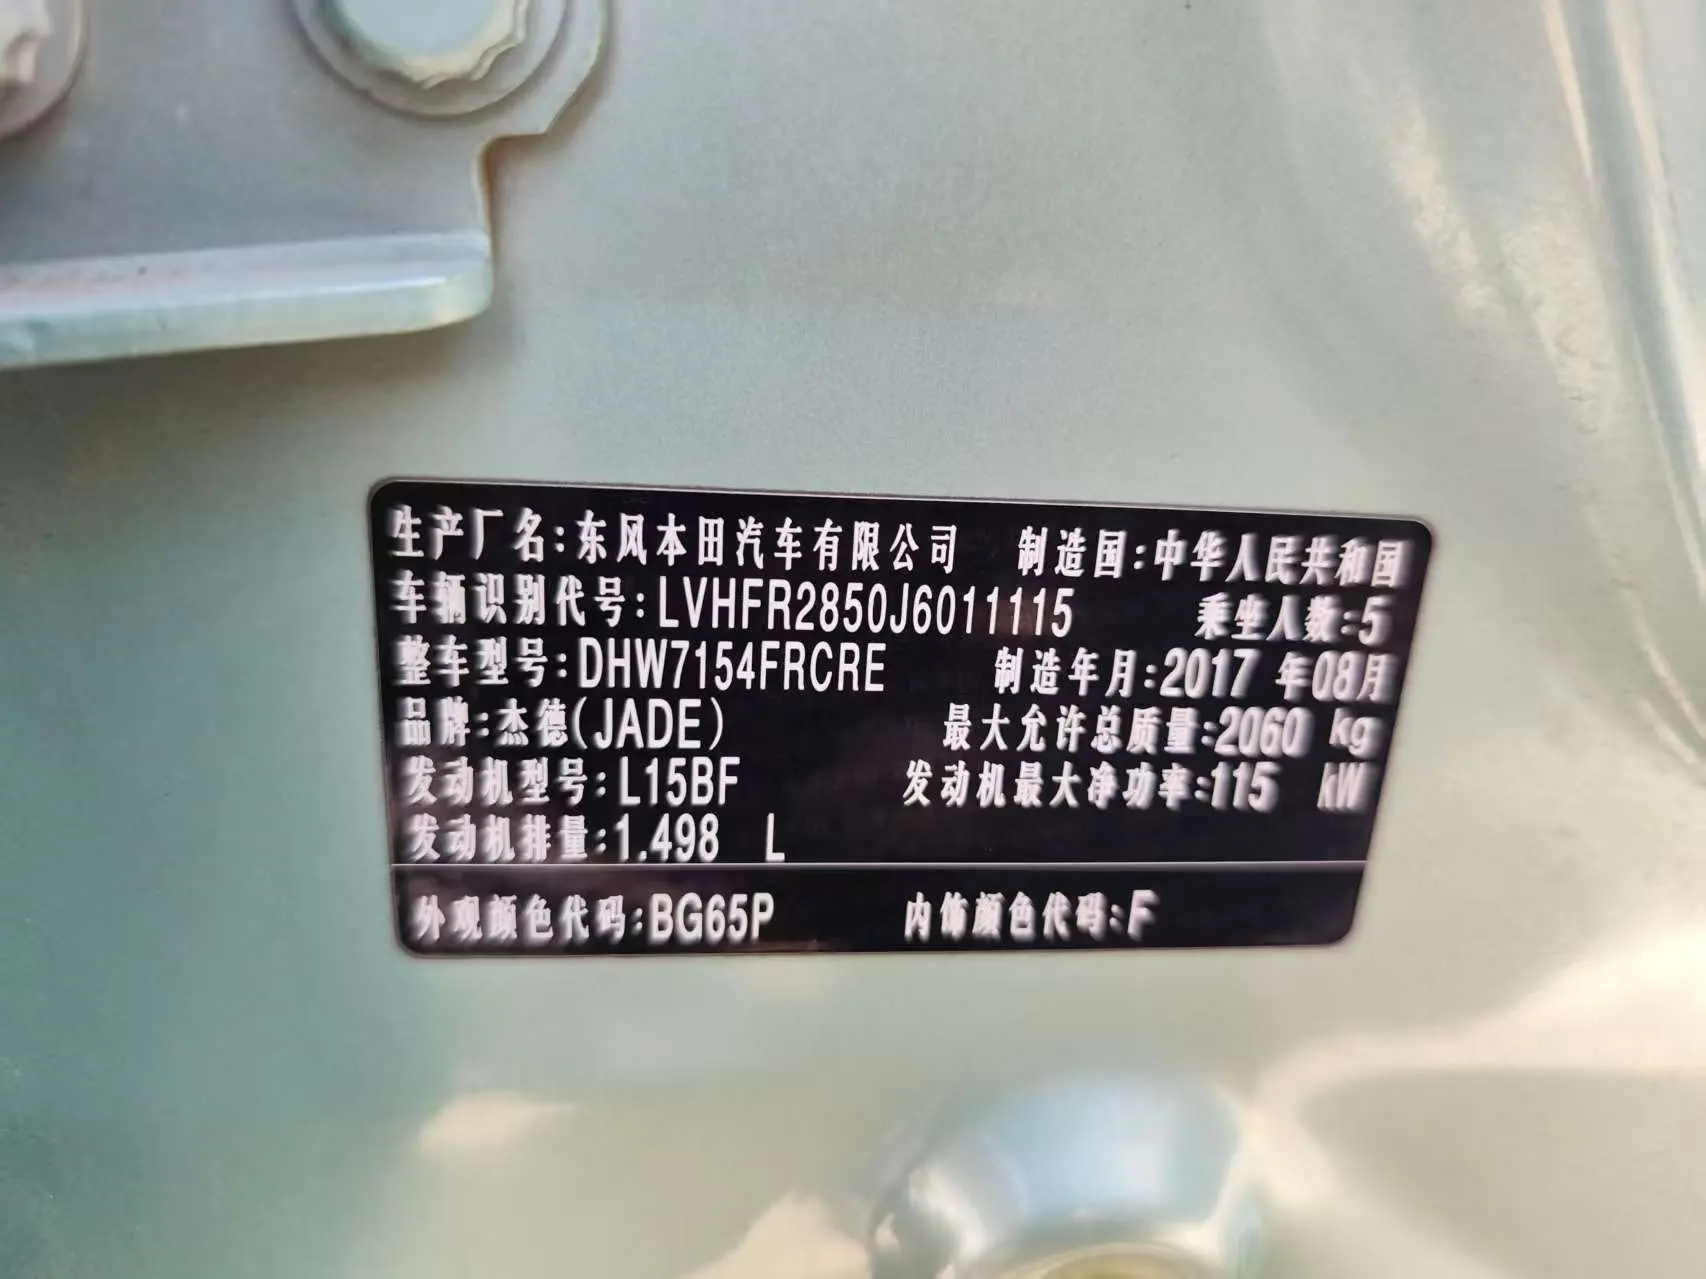 生产厂名:东风本田汽车有限公司 制造国:中华人民共和国
车辆识别代号:LVHFR2850J6011115 乘坐人数:5
整车型号:DHW7154FRCRE 制造年月:2017 年08月
品牌:杰德(JADE) 最大允许总质量:2060 kg
发动机型号:L15BF 发动机最大净功率:115 kW
发动机排量:1.498 L
外观颜色代码:BG65P 内饰颜色代码:F